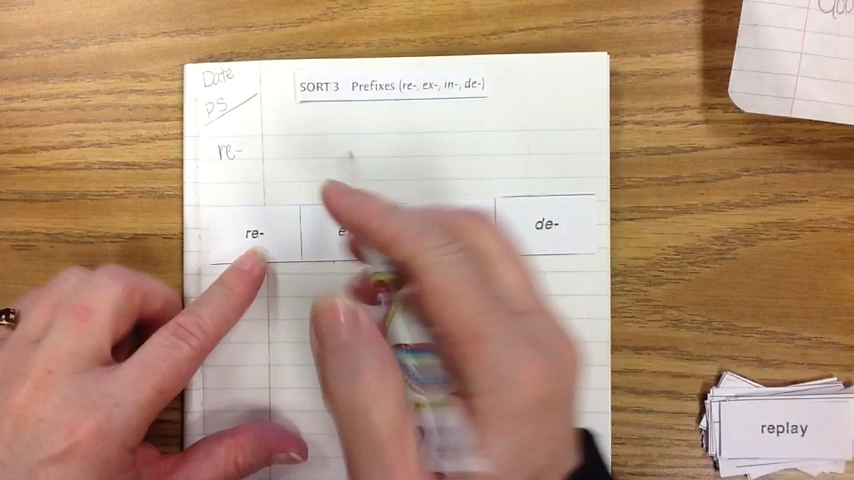 Date
PS
SORT 3 Prefixes (re-, ex-, in-, de-)
re-
re-
de-
replay